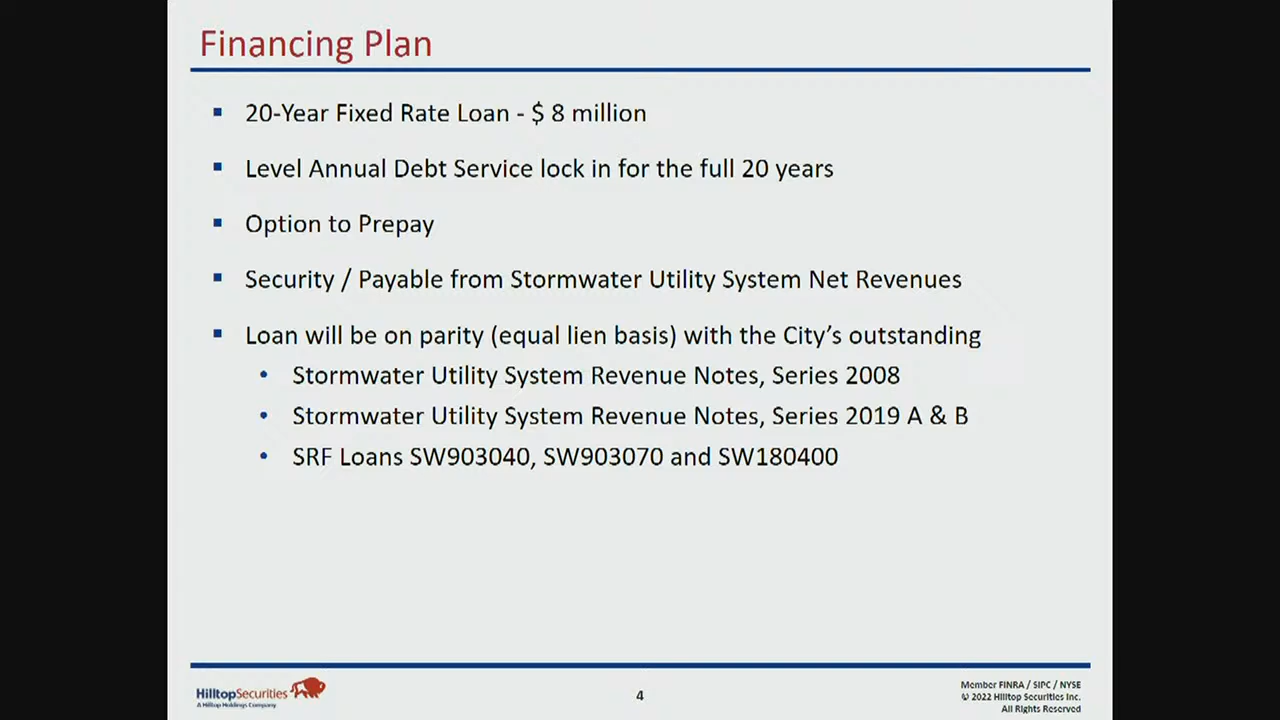 Financing Plan
20-Year Fixed Rate Loan - $ 8 million
Level Annual Debt Service lock in for the full 20 years
Option to Prepay
Security / Payable from Stormwater Utility System Net Revenues
Loan will be on parity (equal lien basis) with the City’s outstanding
Stormwater Utility System Revenue Notes, Series 2008
Stormwater Utility System Revenue Notes, Series 2019 A & B
SRF Loans SW903040, SW903070 and SW180400
HilltopSecurities
A Hilltop Holdings Company
4
Member FINRA / SIPC / NYSE
© 2022 Hilltop Securities Inc.
All Rights Reserved